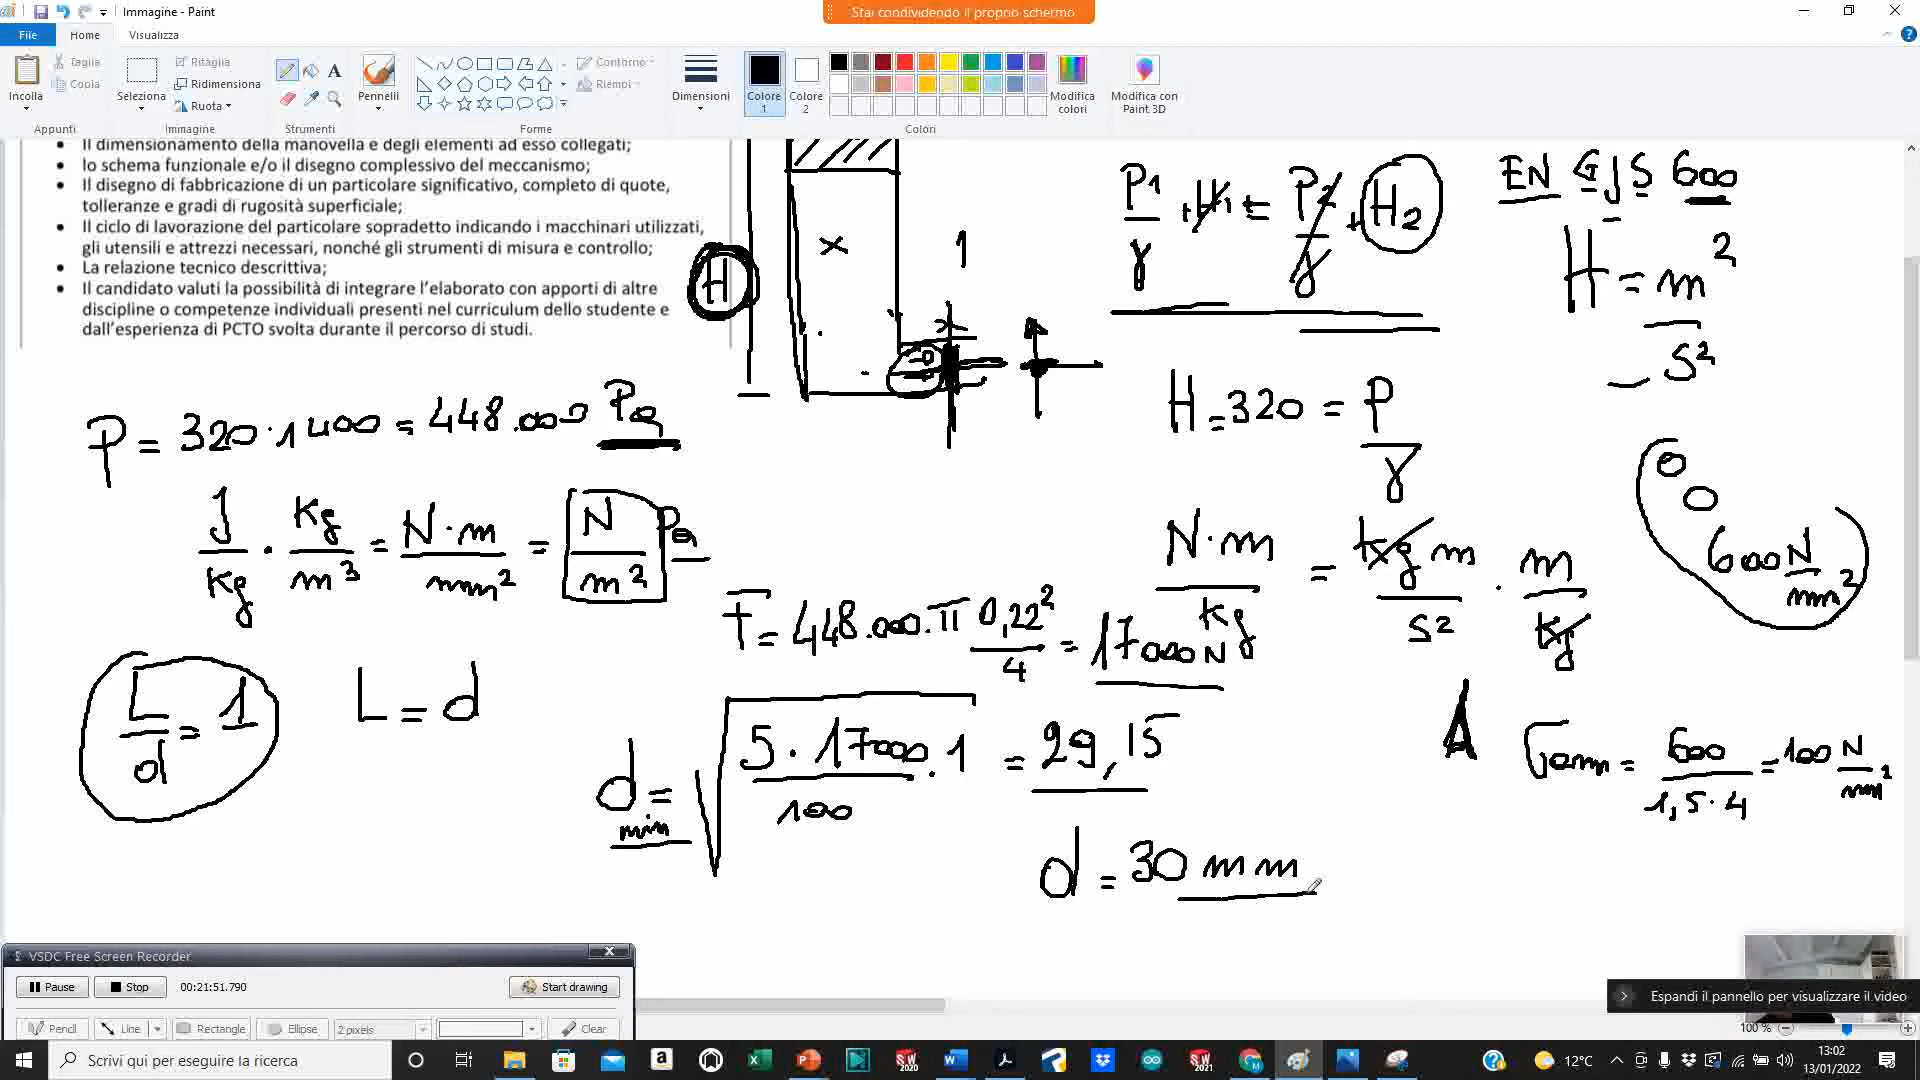 Immagine - Paint
Stai condividendo il proprio schermo
File Home Visualizza
Incolla
Taglia
Copia
Appunti
Seleziona
Ritaglia
Ridimensiona
Ruota
Immagine
Strumenti
Pennelli
Forme
Contorno
Riempi
Dimensioni
Colore 1
Colore 2
Colori
Modifica colori
Modifica con Paint 3D
Il dimensionamento della manovella e degli elementi ad esso collegati;
lo schema funzionale e/o il disegno complessivo del meccanismo;
Il disegno di fabbricazione di un particolare significativo, completo di quote,
tolleranze e gradi di rugosità superficiale;
Il ciclo di lavorazione del particolare sopradetto indicando i macchinari utilizzati,
gli utensili e attrezzi necessari, nonché gli strumenti di misura e controllo;
La relazione tecnico descrittiva;
Il candidato valuti la possibilità di integrare l'elaborato con apporti di altre
discipline o competenze individuali presenti nel curriculum dello studente e
dall'esperienza di PCTO svolta durante il percorso di studi.
H
x
1
P1/γ + H1 = P2/γ + H2
EN GJS 600
H = m²/s²
P = 320 · 1400 = 448.000 Pa
H = 320 = P/γ
J/kg · kg/m³ = N·m/mm² = N/m² Pa
N·m/kg = kg m/s² · m/kg
600 N/mm²
F = 448.000 · π 0,22²/4 = 17000 N
L/d = 1
L = d
d min = √ 5 · 17000/100 · 1 = 29,15
A
σamm = 600/1,5·4 = 100 N/mm²
d = 30 mm
VSDC Free Screen Recorder
Pause
Stop
00:21:51.790
Start drawing
Pencil
Line
Rectangle
Ellipse
2 pixels
Clear
Espandi il pannello per visualizzare il video
100 %
Scrivi qui per eseguire la ricerca
12°C
13:02
13/01/2022